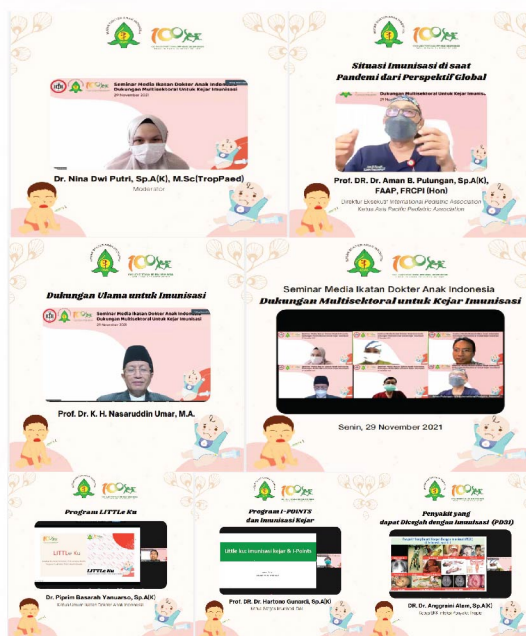 Seminar Media Ikatan Dokter Anak Indonesia
Dukungan Multisektoral Untuk Kejar Imunisasi
29 November 2021
Dr. Nina Dwi Putri, Sp.A(K), M.Sc(TropPaed)
Moderator
Situasi Imunisasi di saat
Pandemi dari Perspektif Global
Dukungan Multisektoral Untuk Kejar Imunis
Prof. DR. Dr. Aman B. Pulungan, Sp.A(K),
FAAP, FRCPI (Hon)
Direktur Eksekutif International Pediatric Association
Ketua Asia Pacific Pediatric Association
Dukungan Ulama untuk Imunisasi
Seminar Media Ikatan Dokter Anak Indonesia
Dukungan Multisektoral Untuk Kejar Imunisasi
29 November 2021
Prof. Dr. K. H. Nasaruddin Umar, M.A.
Seminar Media Ikatan Dokter Anak Indonesia
Dukungan Multisektoral untuk Kejar Imunisasi
Senin, 29 November 2021
Program LITTLe Ku
LITTLe Ku
LITTLe Ku
Dr. Piprim Basarah Yanuarso, Sp.A(K)
Program I-POINTS
dan Imunisasi Kejar
Little ku: Imunisasi kejar & I-Points
Prof. DR. Dr. Hartono Gunardi, Sp.A(K)
Penyakit yang
dapat Dicegah dengan Imunisasi (PD3I)
DR. Dr. Anggraini Alam, Sp.A(K)